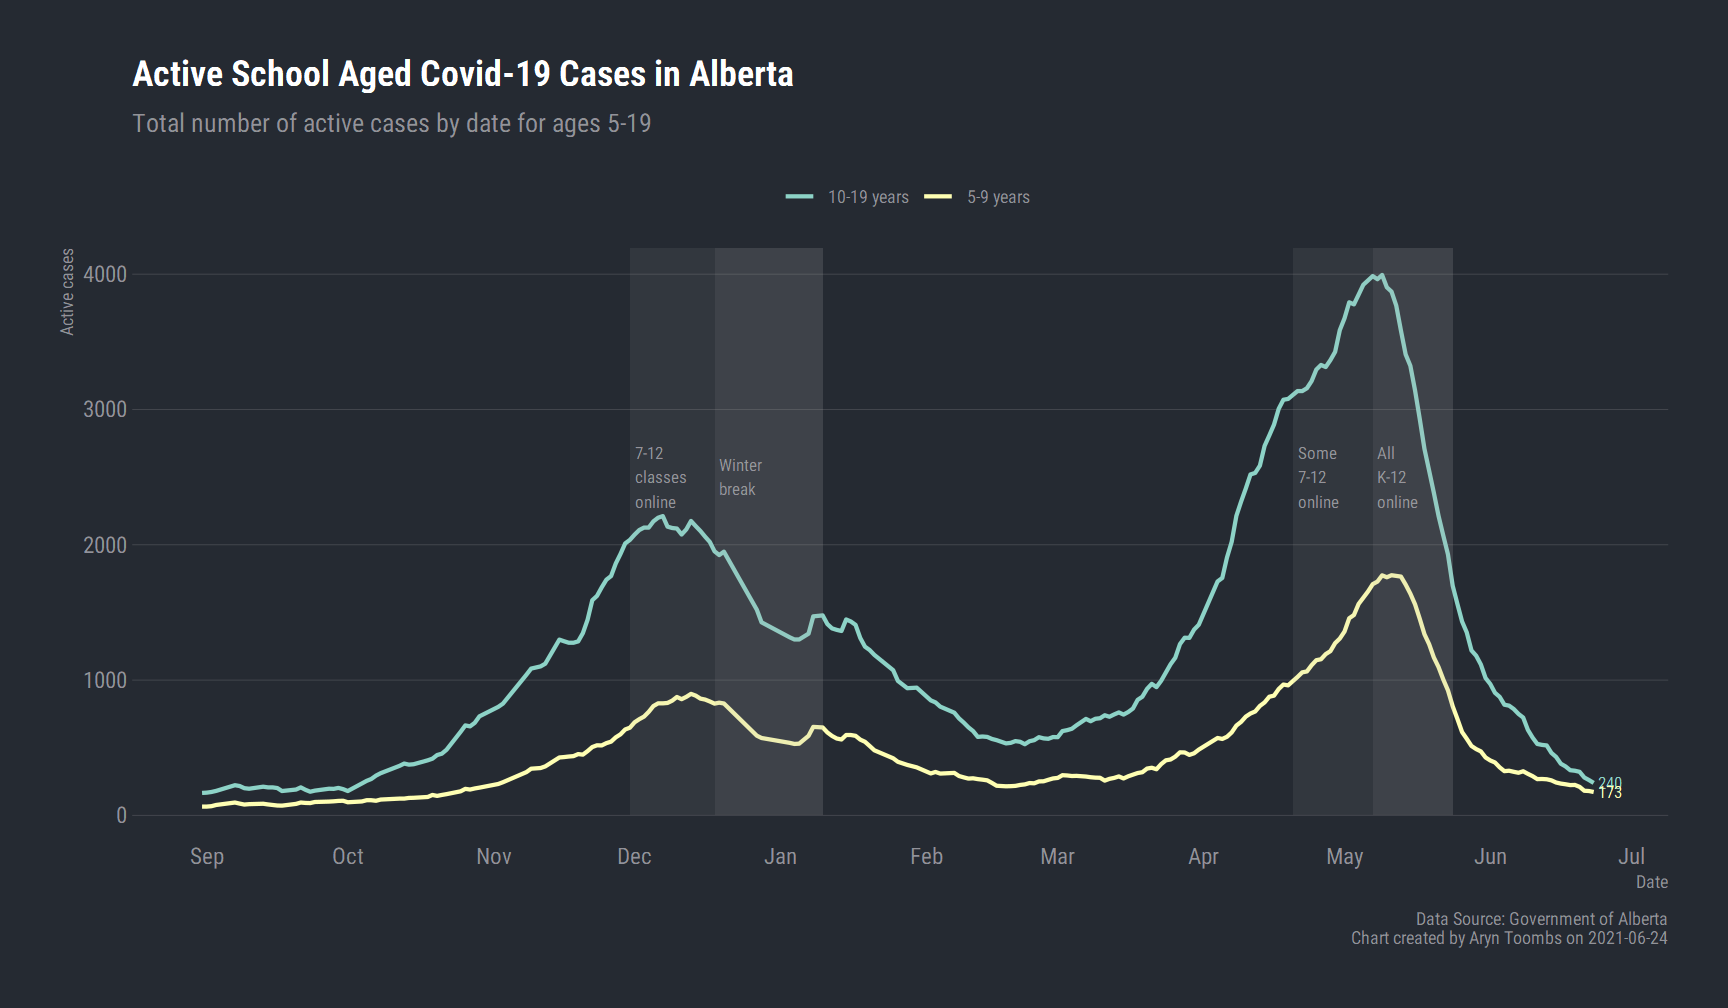 Active School Aged Covid-19 Cases in Alberta
Total number of active cases by date for ages 5-19
10-19 years
5-9 years
Active cases
4000
3000
2000
1000
0
7-12
classes
online
Winter
break
Some
7-12
online
All
K-12
online
240
173
Sep
Oct
Nov
Dec
Jan
Feb
Mar
Apr
May
Jun
Jul
Date
Data Source: Government of Alberta
Chart created by Aryn Toombs on 2021-06-24